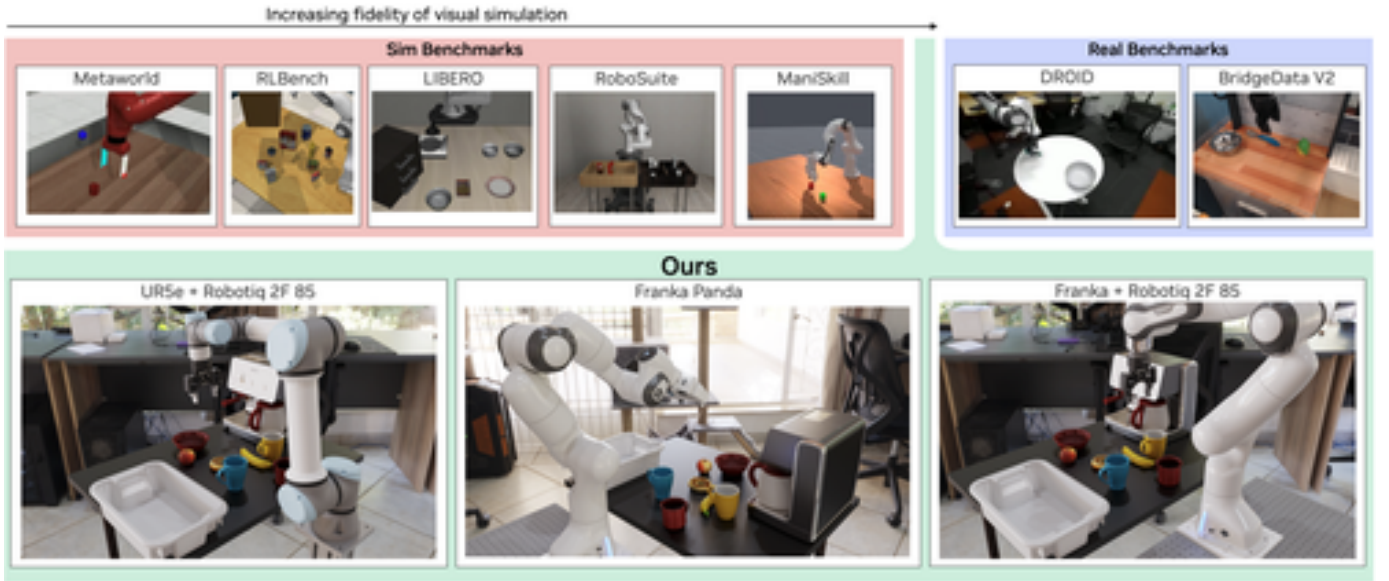 Increasing fidelity of visual simulation
Sim Benchmarks
Real Benchmarks
Metaworld
RLBench
LIBERO
RoboSuite
ManiSkill
DROID
BridgeData V2
Ours
UR5e + Robotiq 2F 85
Franka Panda
Franka + Robotiq 2F 85